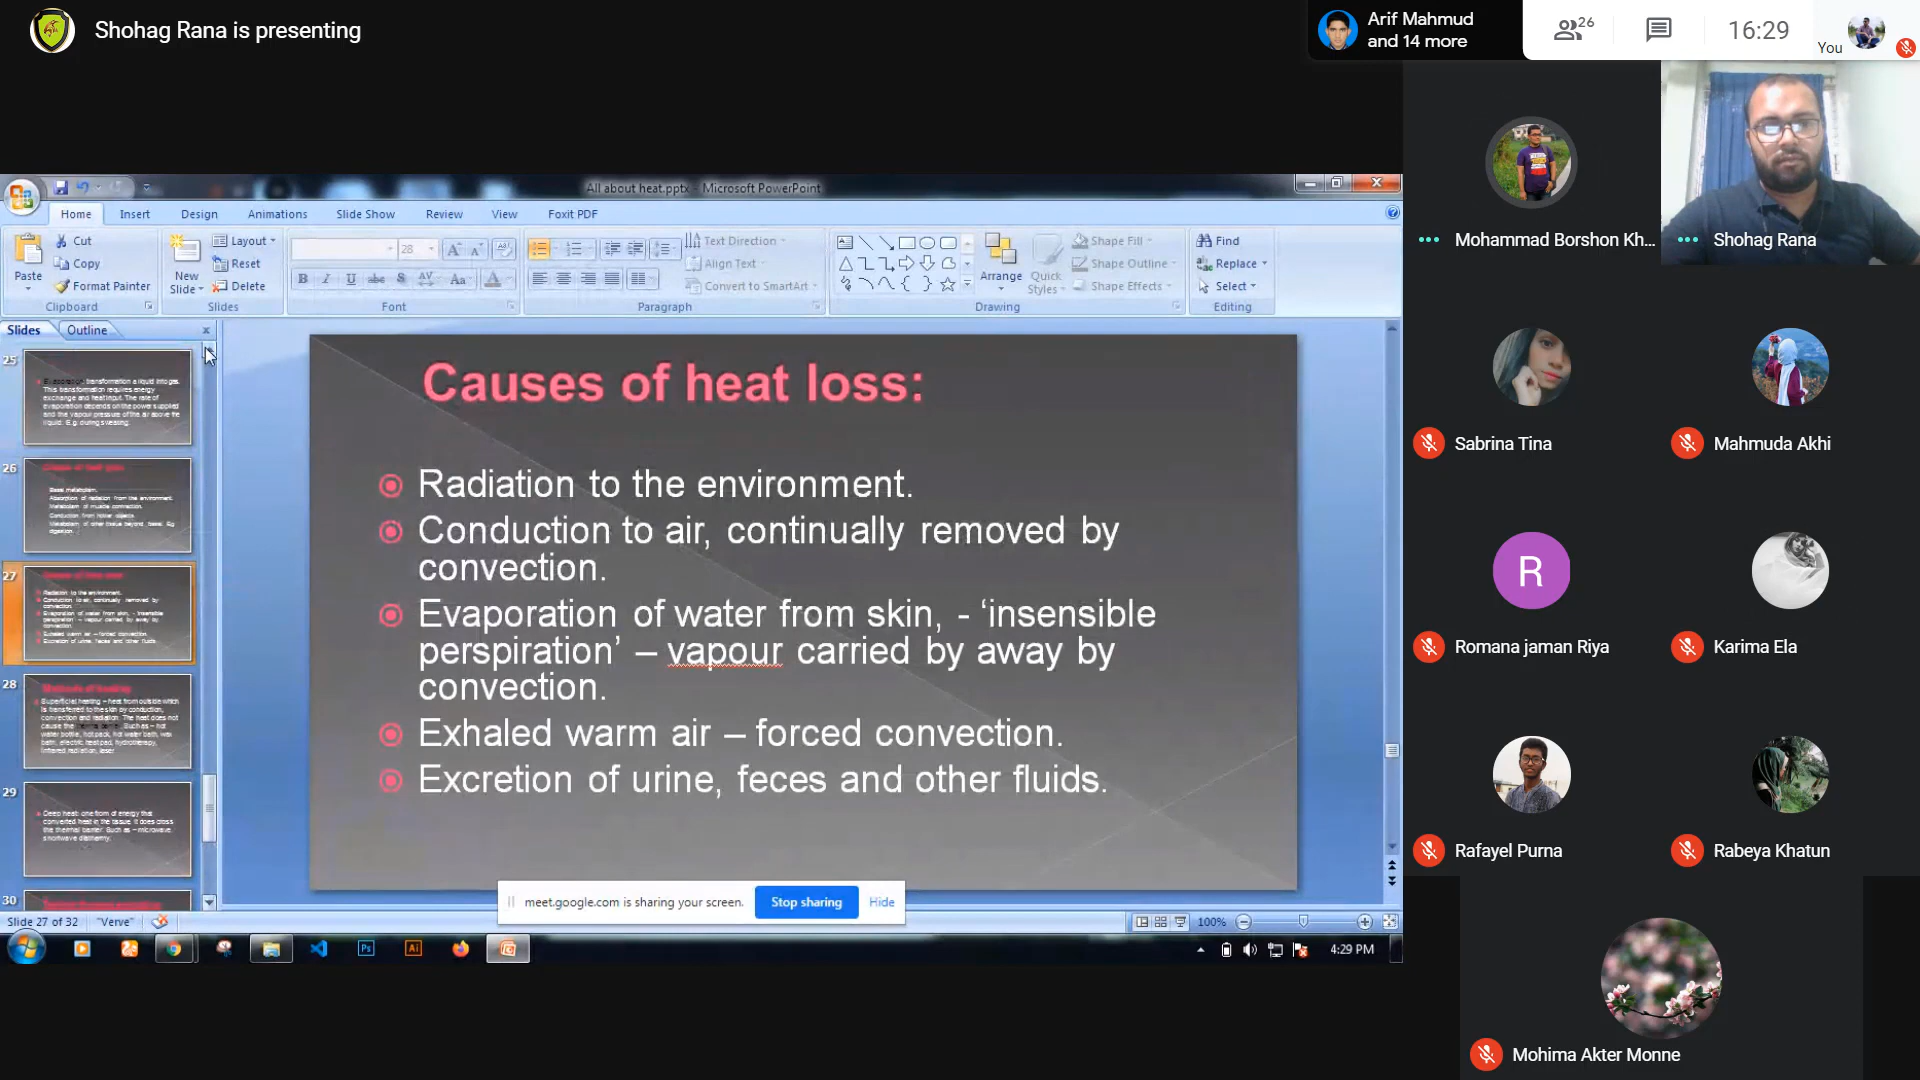 Shohag Rana is presenting
Arif Mahmud
and 14 more
26
16:29
You
All about heat.pptx - Microsoft PowerPoint
Home Insert Design Animations Slide Show Review View Foxit PDF
Paste
Cut
Copy
Format Painter
Clipboard
New
Slide
Layout
Reset
Delete
Slides
28
Font
Paragraph
Text Direction
Align Text
Convert to SmartArt
Arrange
Quick
Styles
Shape Fill
Shape Outline
Shape Effects
Drawing
Find
Replace
Select
Editing
Slides Outline
25
26
27
28
29
30
Causes of heat loss:
Radiation to the environment.
Conduction to air, continually removed by
convection.
Evaporation of water from skin, - ‘insensible
perspiration’ – vapour carried by away by
convection.
Exhaled warm air – forced convection.
Excretion of urine, feces and other fluids.
meet.google.com is sharing your screen. Stop sharing Hide
Slide 27 of 32 "Verve"
100%
Ps
Ai
4:29 PM
Mohammad Borshon Kh...
Shohag Rana
Sabrina Tina
Mahmuda Akhi
R
Romana jaman Riya
Karima Ela
Rafayel Purna
Rabeya Khatun
Mohima Akter Monne